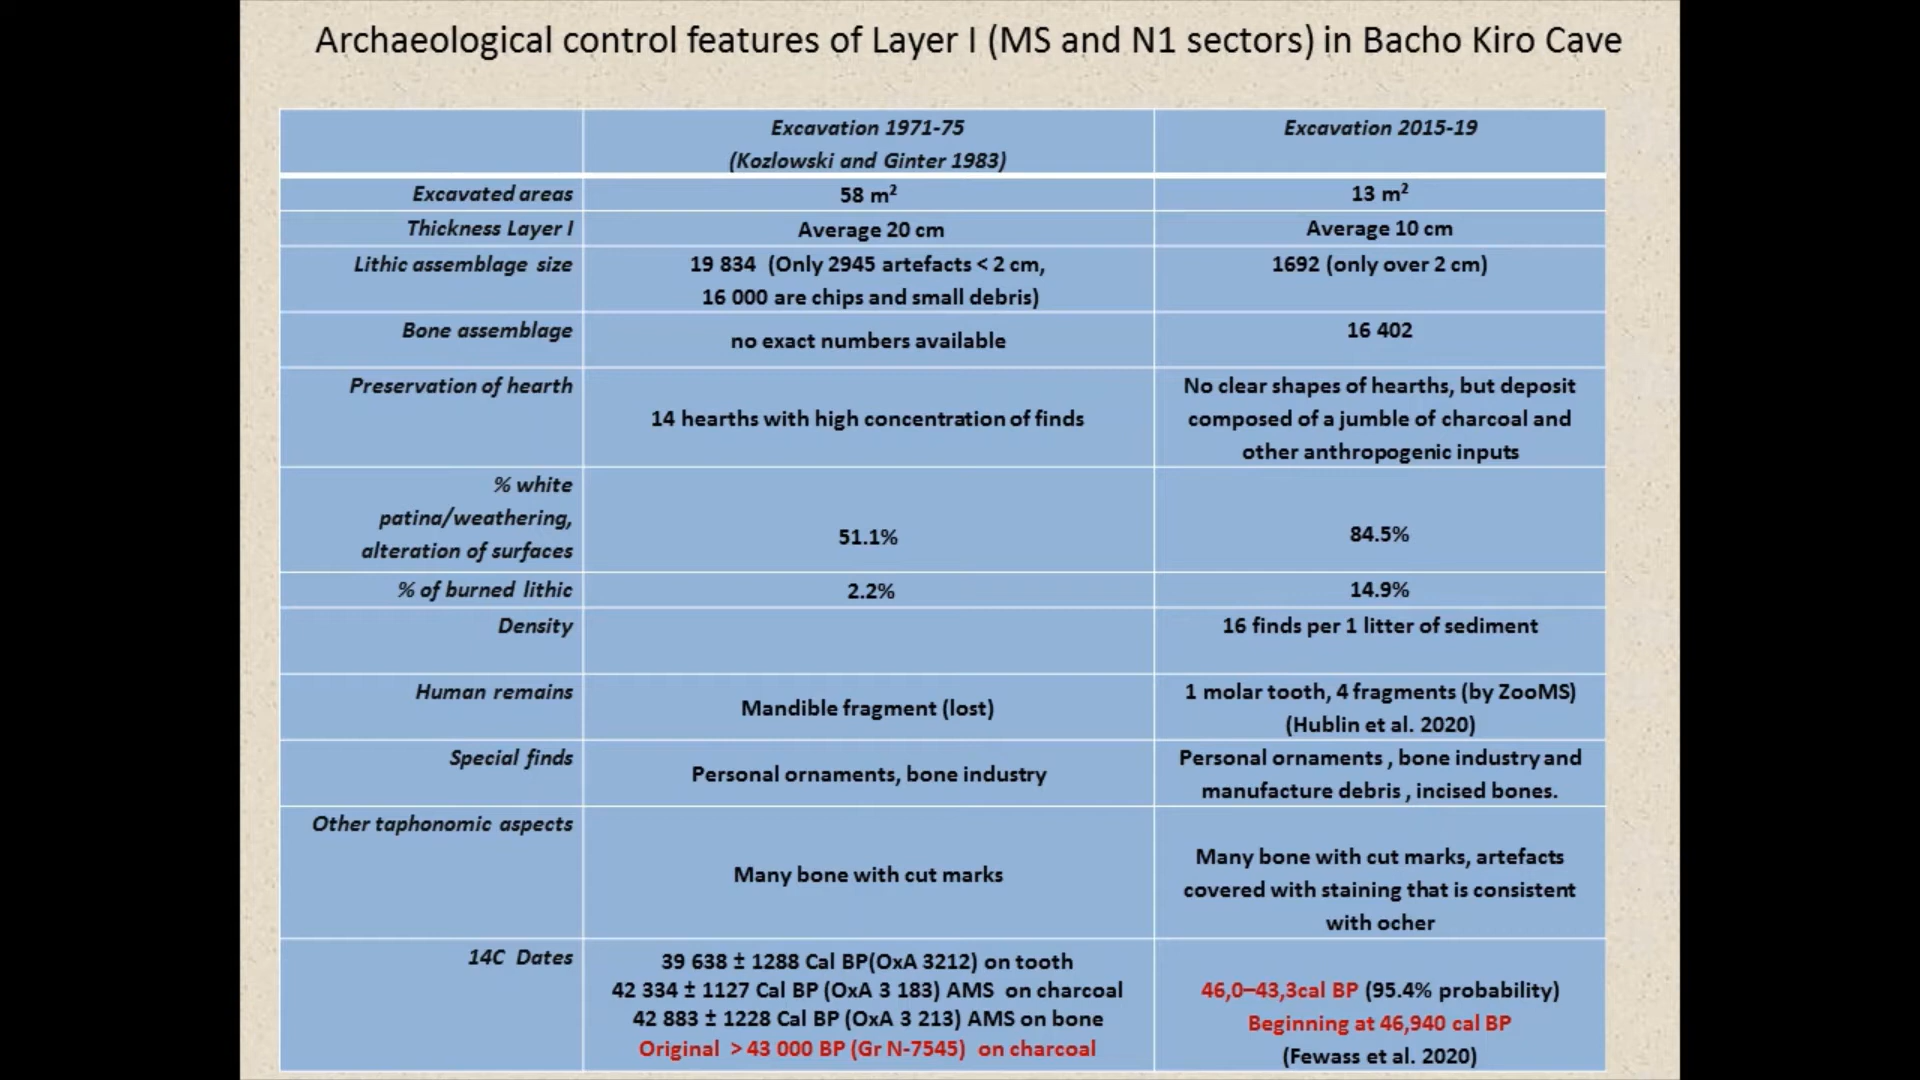 Archaeological control features of Layer I (MS and N1 sectors) in Bacho Kiro Cave
Excavation 1971-75
(Kozlowski and Ginter 1983)
Excavation 2015-19
Excavated areas
58 m²
13 m²
Thickness Layer I
Average 20 cm
Average 10 cm
Lithic assemblage size
19 834 (Only 2945 artefacts < 2 cm,
16 000 are chips and small debris)
1692 (only over 2 cm)
Bone assemblage
no exact numbers available
16 402
Preservation of hearth
14 hearths with high concentration of finds
No clear shapes of hearths, but deposit
composed of a jumble of charcoal and
other anthropogenic inputs
% white
patina/weathering,
alteration of surfaces
51.1%
84.5%
% of burned lithic
2.2%
14.9%
Density
16 finds per 1 litter of sediment
Human remains
Mandible fragment (lost)
1 molar tooth, 4 fragments (by ZooMS)
(Hublin et al. 2020)
Special finds
Personal ornaments, bone industry
Personal ornaments , bone industry and
manufacture debris , incised bones.
Other taphonomic aspects
Many bone with cut marks
Many bone with cut marks, artefacts
covered with staining that is consistent
with ocher
14C Dates
39 638 ± 1288 Cal BP(OxA 3212) on tooth
42 334 ± 1127 Cal BP (OxA 3 183) AMS on charcoal
42 883 ± 1228 Cal BP (OxA 3 213) AMS on bone
Original > 43 000 BP (Gr N-7545) on charcoal
46,0–43,3cal BP (95.4% probability)
Beginning at 46,940 cal BP
(Fewass et al. 2020)